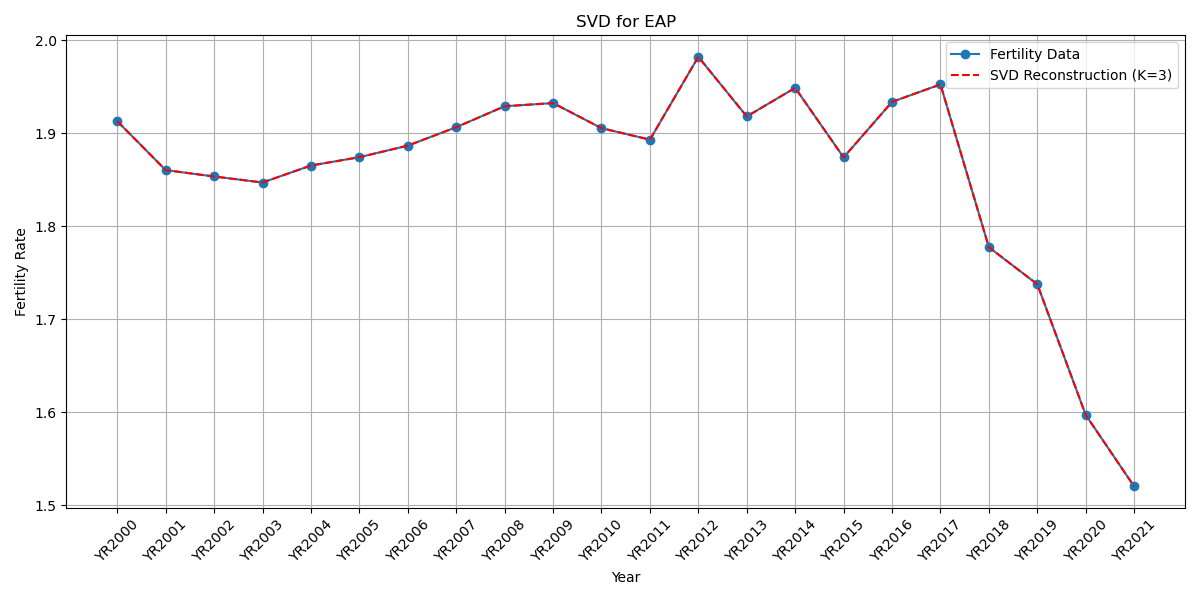 SVD for EAP
Fertility Data
SVD Reconstruction (K=3)
Fertility Rate
2.0
1.9
1.8
1.7
1.6
1.5
YR2000
YR2001
YR2002
YR2003
YR2004
YR2005
YR2006
YR2007
YR2008
YR2009
YR2010
YR2011
YR2012
YR2013
YR2014
YR2015
YR2016
YR2017
YR2018
YR2019
YR2020
YR2021
Year